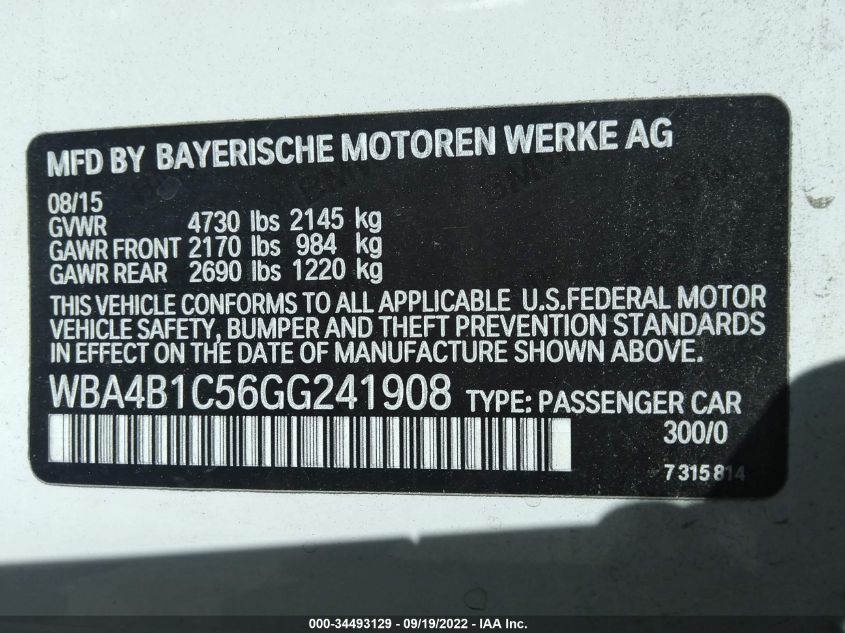 MFD BY BAYERISCHE MOTOREN WERKE AG
08/15
GVWR 4730 lbs 2145 kg
GAWR FRONT 2170 lbs 984 kg
GAWR REAR 2690 lbs 1220 kg
THIS VEHICLE CONFORMS TO ALL APPLICABLE U.S.FEDERAL MOTOR
VEHICLE SAFETY, BUMPER AND THEFT PREVENTION STANDARDS
IN EFFECT ON THE DATE OF MANUFACTURE SHOWN ABOVE.
WBA4B1C56GG241908 TYPE: PASSENGER CAR
300/0
7315814
000-34493129 - 09/19/2022 - IAA Inc.